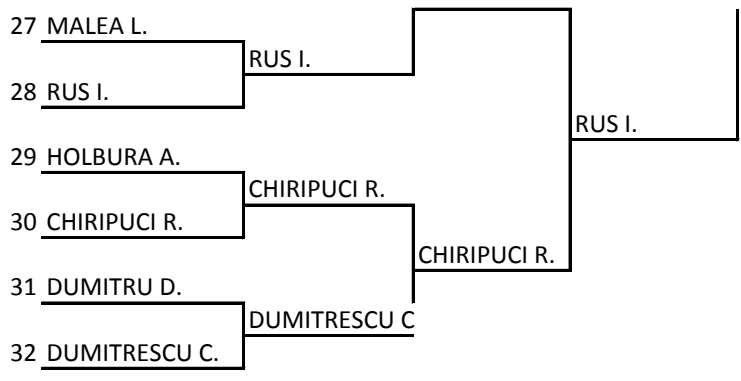 27 MALEA L.
RUS I.
28 RUS I.
RUS I.
29 HOLBURA A.
CHIRIPUCI R.
30 CHIRIPUCI R.
CHIRIPUCI R.
31 DUMITRU D.
DUMITRESCU C
32 DUMITRESCU C.